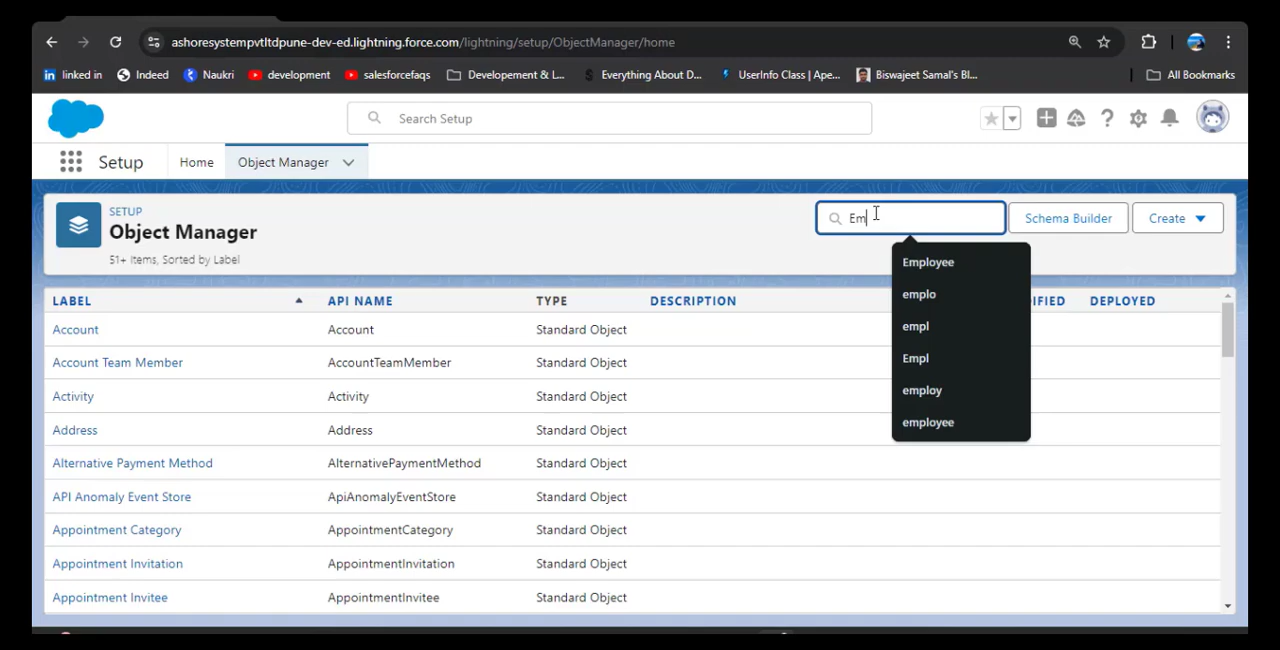 ashoresystempvtltdpune-dev-ed.lightning.force.com/lightning/setup/ObjectManager/home
linked in Indeed Naukri development salesforcefaqs Developement & L... Everything About D... UserInfo Class | Ape... Biswajeet Samal's Bl... All Bookmarks
Search Setup
Setup Home Object Manager
SETUP
Object Manager
51+ Items, Sorted by Label
Em
Schema Builder
Create
Employee
emplo
empl
Empl
employ
employee
LABEL API NAME TYPE DESCRIPTION IFIED DEPLOYED
Account Account Standard Object
Account Team Member AccountTeamMember Standard Object
Activity Activity Standard Object
Address Address Standard Object
Alternative Payment Method AlternativePaymentMethod Standard Object
API Anomaly Event Store ApiAnomalyEventStore Standard Object
Appointment Category AppointmentCategory Standard Object
Appointment Invitation AppointmentInvitation Standard Object
Appointment Invitee AppointmentInvitee Standard Object